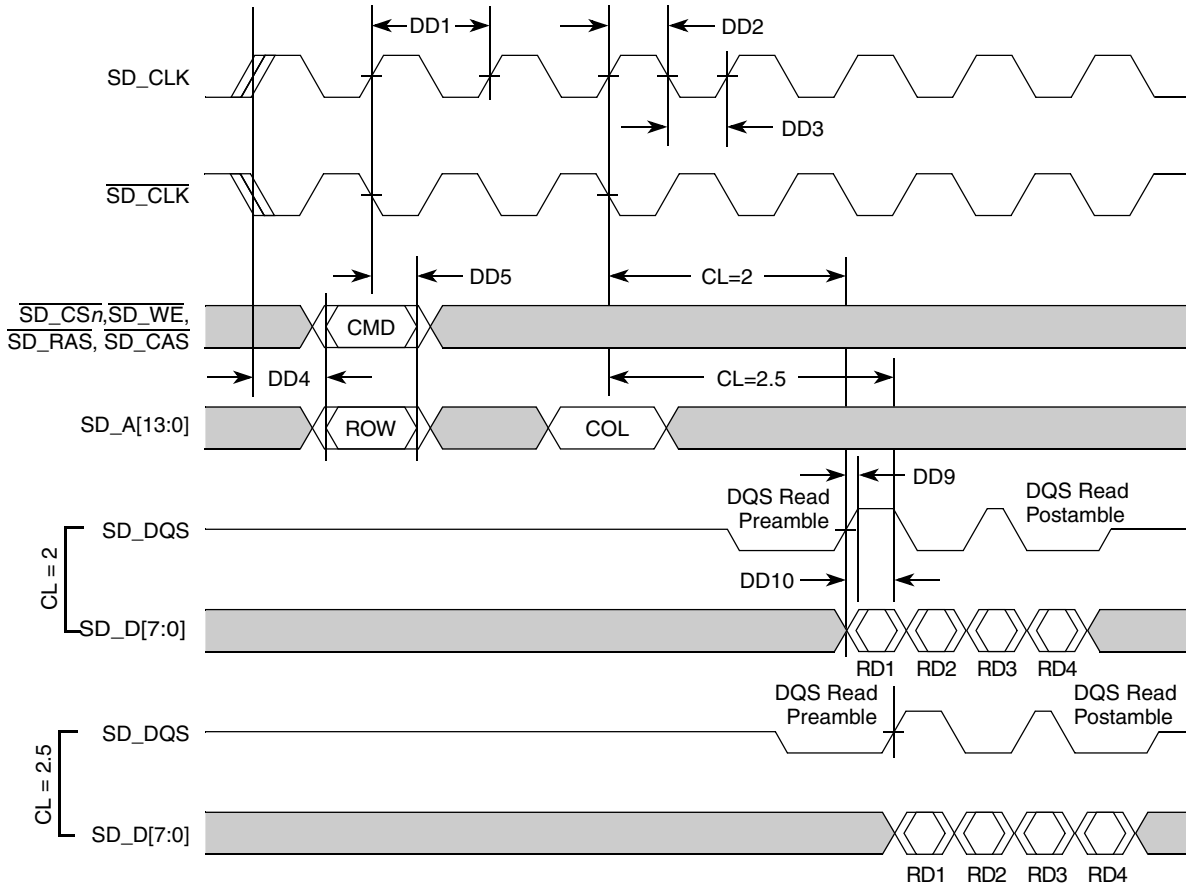 DD1
DD2
SD_CLK
DD3
SD_CLK
DD5
CL=2
SD_CSn,SD_WE,
SD_RAS, SD_CAS
CMD
DD4
CL=2.5
SD_A[13:0]
ROW
COL
DD9
DQS Read
Preamble
DQS Read
Postamble
SD_DQS
CL = 2
DD10
SD_D[7:0]
RD1 RD2 RD3 RD4
DQS Read
Preamble
DQS Read
Postamble
SD_DQS
CL = 2.5
SD_D[7:0]
RD1 RD2 RD3 RD4